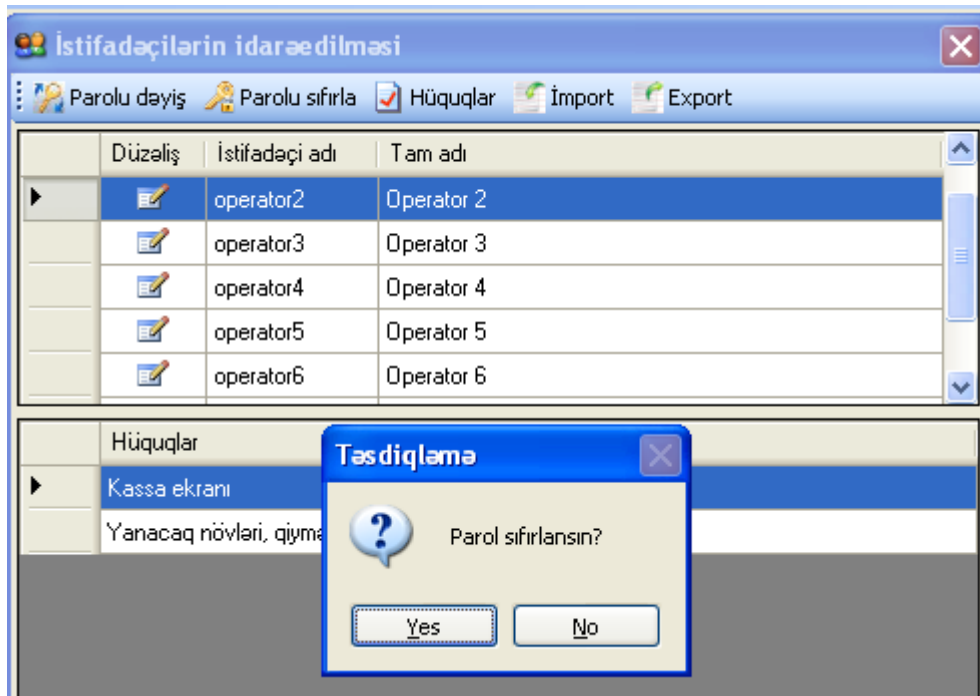 İstifadəçilərin idarəedilməsi
Parolu dəyiş Parolu sıfırla Hüquqlar İmport Export
Düzəliş İstifadəçi adı Tam adı
operator2 Operator 2
operator3 Operator 3
operator4 Operator 4
operator5 Operator 5
operator6 Operator 6
Hüquqlar
Kassa ekranı
Yanacaq növləri, qiymə
Təsdiqləmə
Parol sıfırlansın?
Yes No